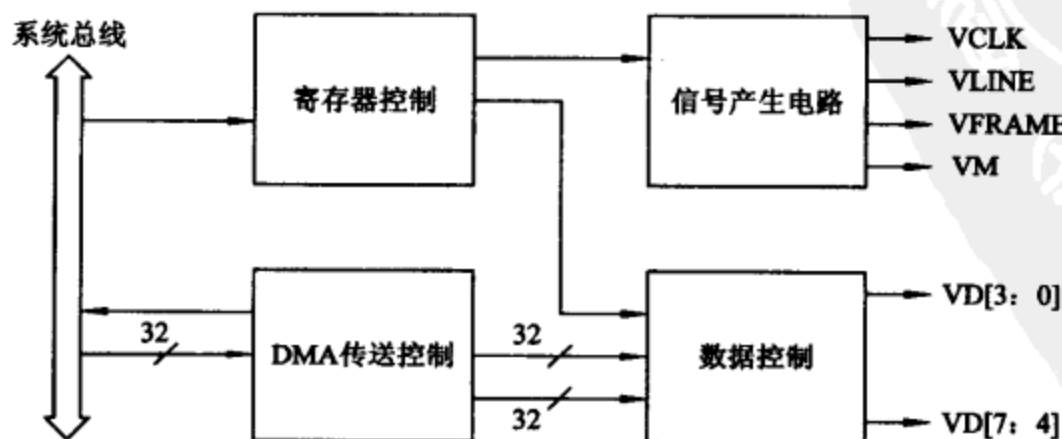 系统总线
寄存器控制
信号产生电路
VCLK
VLINE
VFRAME
VM
32
DMA传送控制
32
32
数据控制
VD[3：0]
VD[7：4]